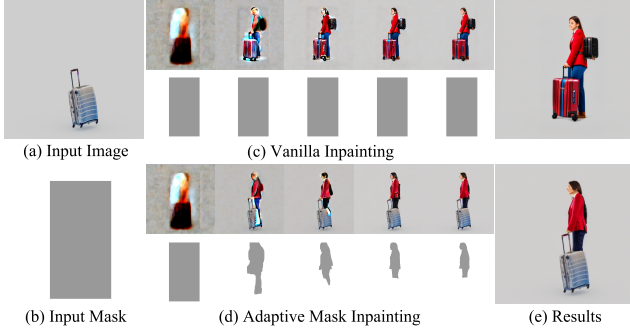 (a) Input Image
(c) Vanilla Inpainting
(b) Input Mask
(d) Adaptive Mask Inpainting
(e) Results